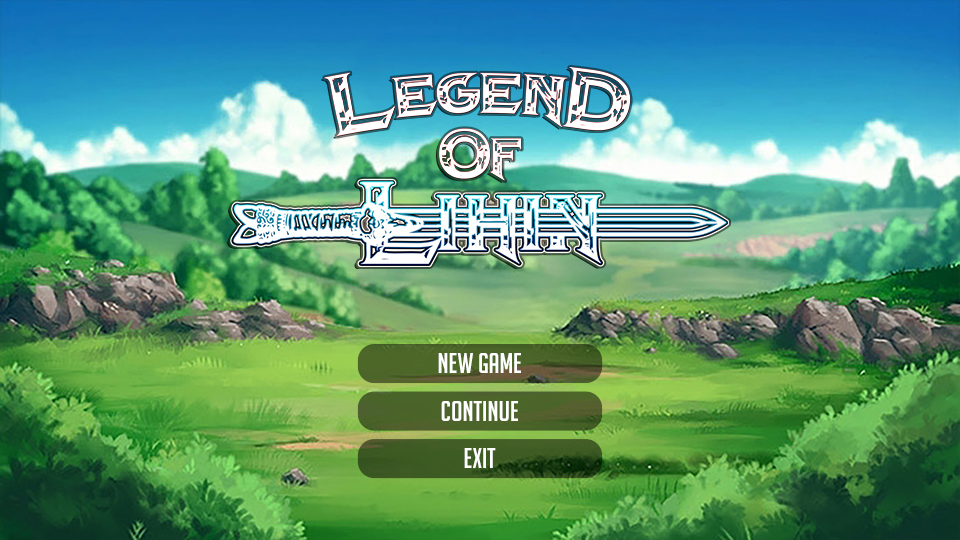 LEGEND
OF
LIHIN
NEW GAME
CONTINUE
EXIT